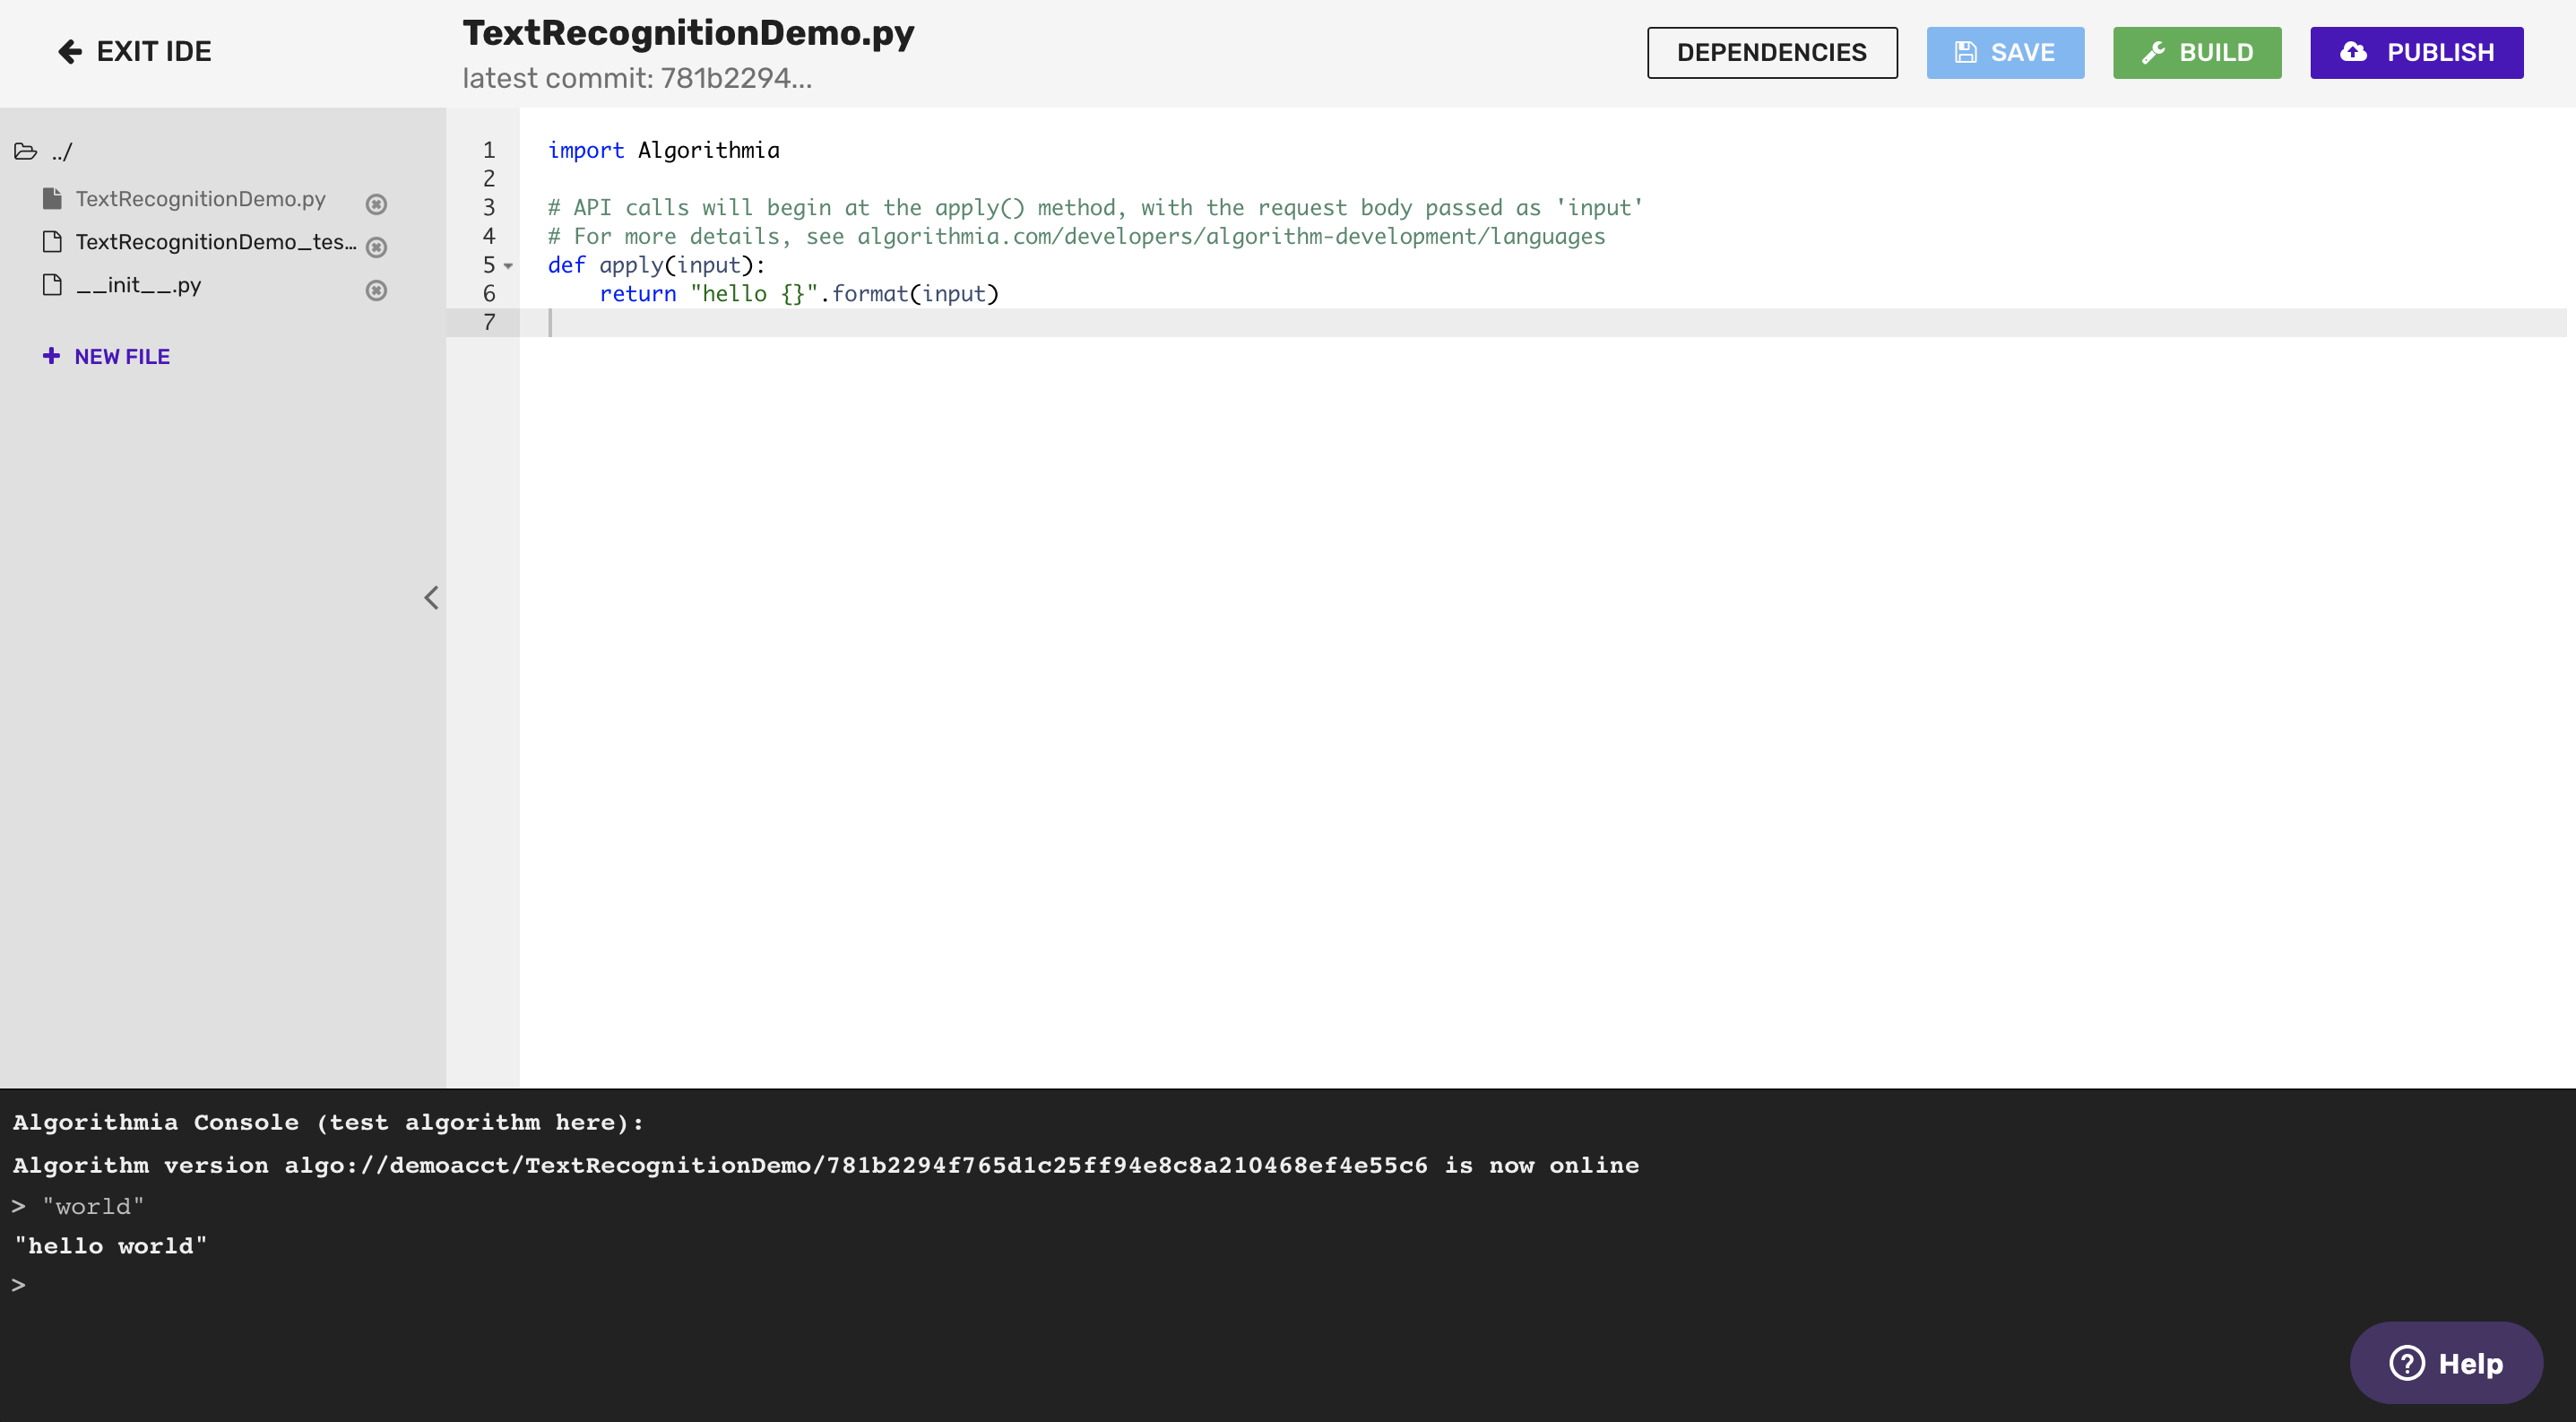 EXIT IDE
TextRecognitionDemo.py
latest commit: 781b2294...
DEPENDENCIES
SAVE
BUILD
PUBLISH
../
TextRecognitionDemo.py
TextRecognitionDemo_tes...
__init__.py
NEW FILE
1 import Algorithmia
2
3 # API calls will begin at the apply() method, with the request body passed as 'input'
4 # For more details, see algorithmia.com/developers/algorithm-development/languages
5 def apply(input):
6     return "hello {}".format(input)
7
Algorithmia Console (test algorithm here):
Algorithm version algo://demoacct/TextRecognitionDemo/781b2294f765d1c25ff94e8c8a210468ef4e55c6 is now online
> "world"
"hello world"
>
Help